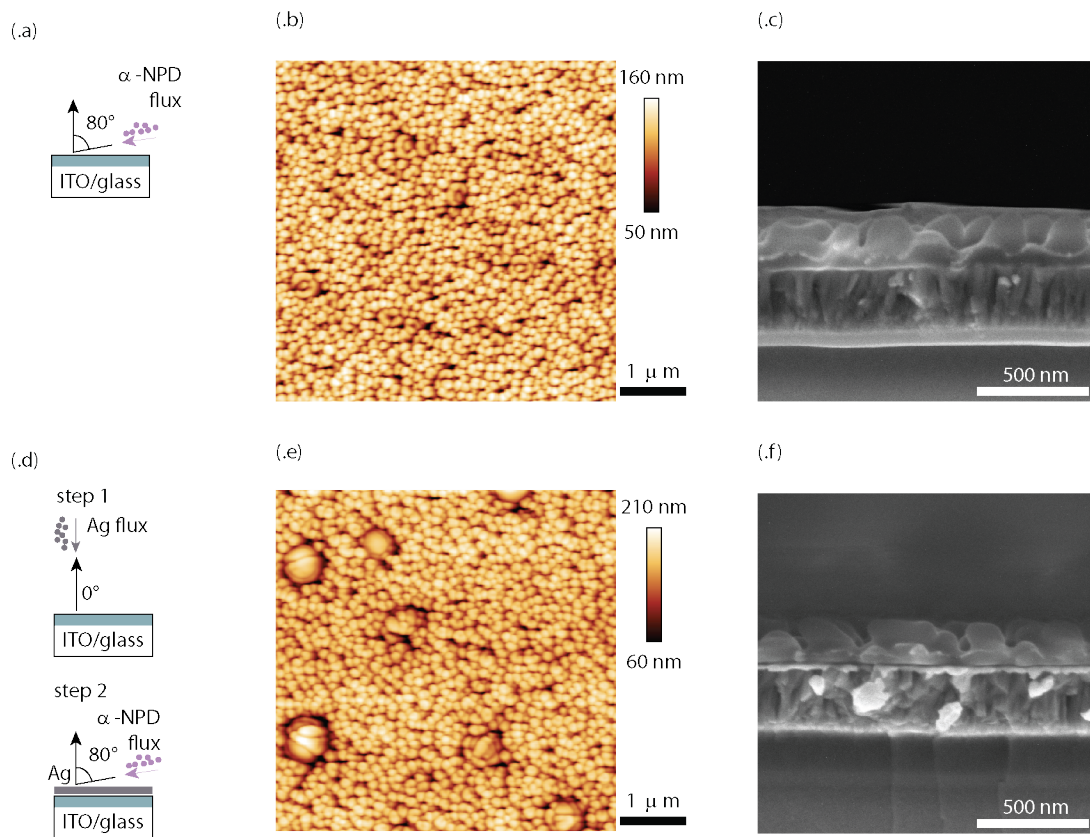 (.a)
α -NPD
flux
80°
ITO/glass
(.b)
160 nm
50 nm
1 μ m
(.c)
500 nm
(.d)
step 1
Ag flux
0°
ITO/glass
step 2
α -NPD
flux
80°
Ag
ITO/glass
(.e)
210 nm
60 nm
1 μ m
(.f)
500 nm